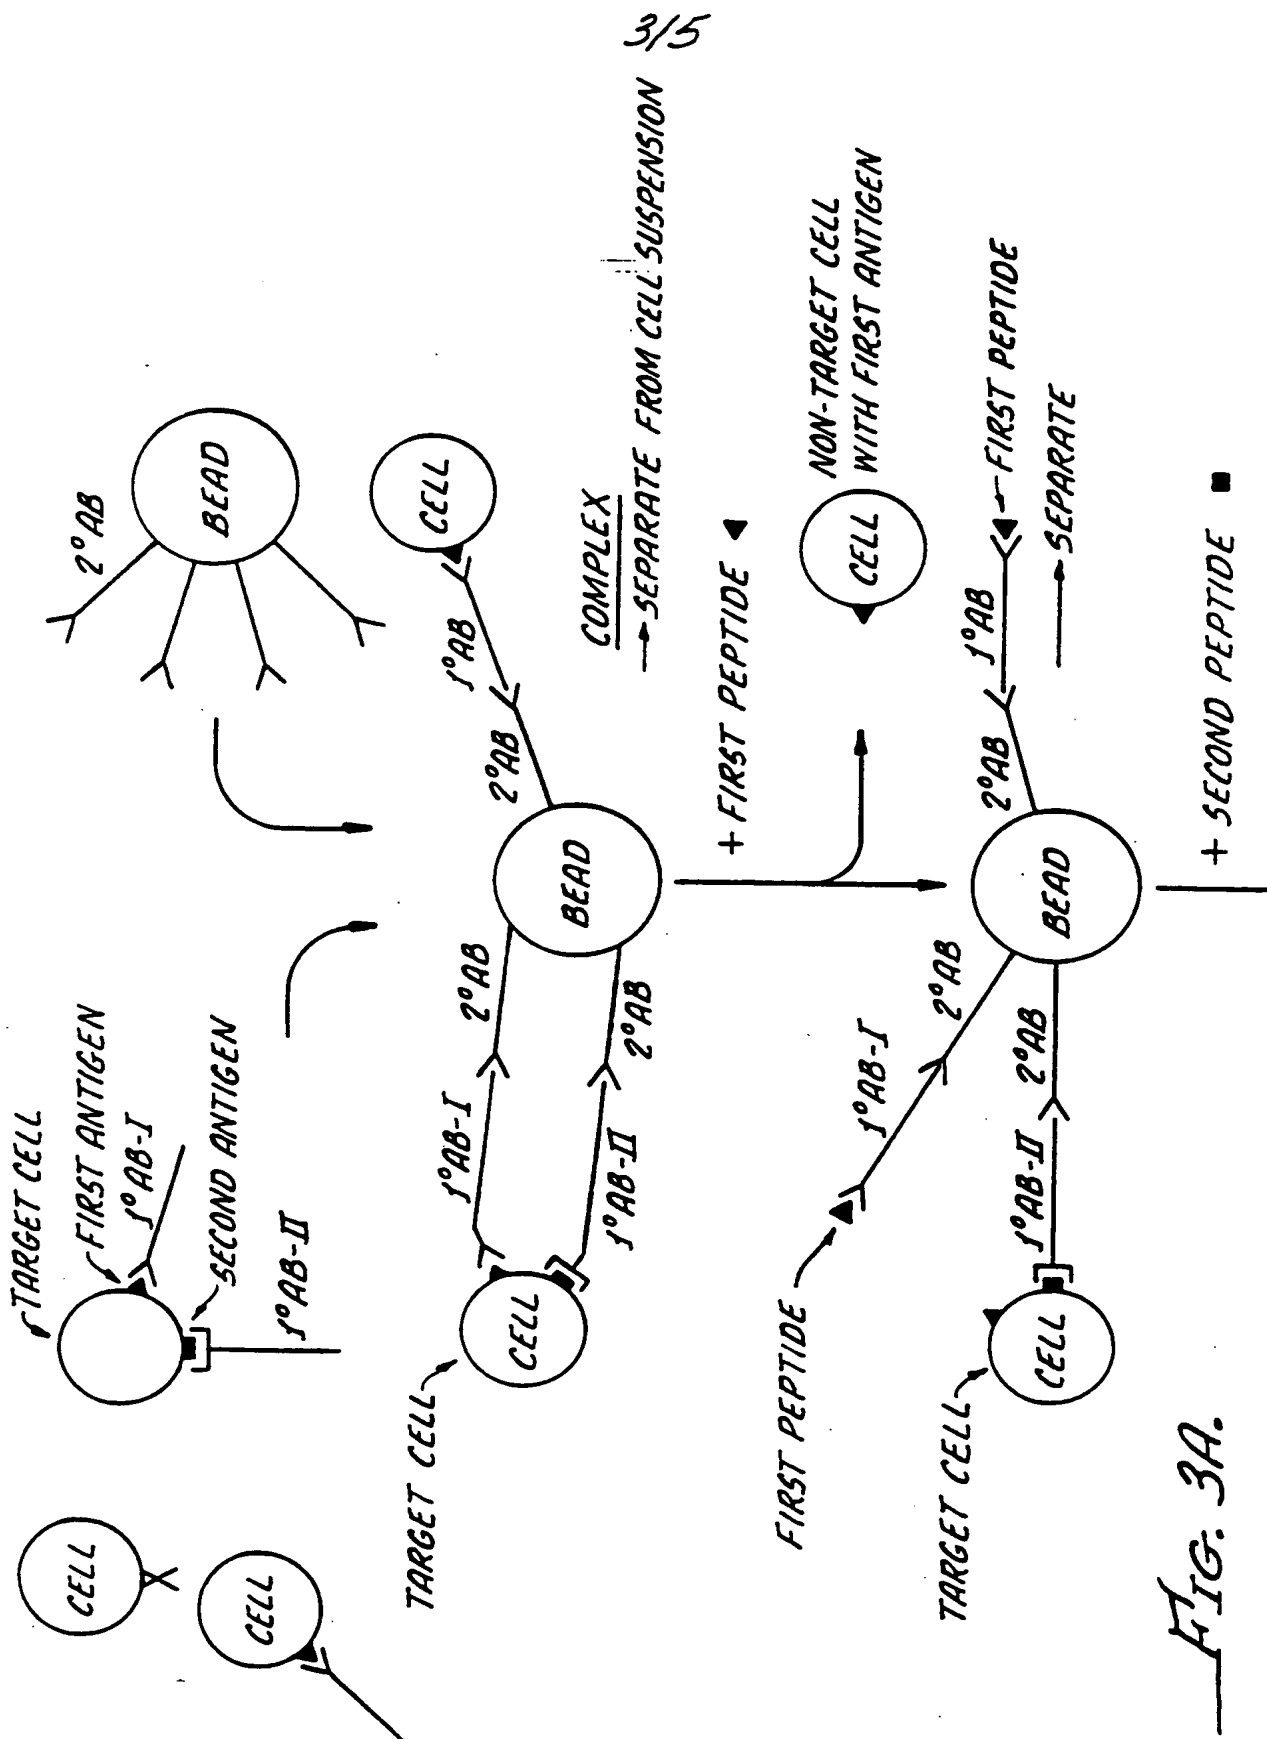 3/5
TARGET CELL
FIRST ANTIGEN
1° AB-I
SECOND ANTIGEN
1° AB-II
CELL
CELL
2° AB
BEAD
TARGET CELL
CELL
1° AB-I
2° AB
1° AB-II
2° AB
BEAD
2° AB
1° AB
CELL
COMPLEX
SEPARATE FROM CELL SUSPENSION
+ FIRST PEPTIDE
CELL
NON-TARGET CELL
WITH FIRST ANTIGEN
FIRST PEPTIDE
1° AB-I
2° AB
TARGET CELL
CELL
1° AB-II
2° AB
BEAD
2° AB
1° AB
FIRST PEPTIDE
SEPARATE
+ SECOND PEPTIDE
FIG. 3A.